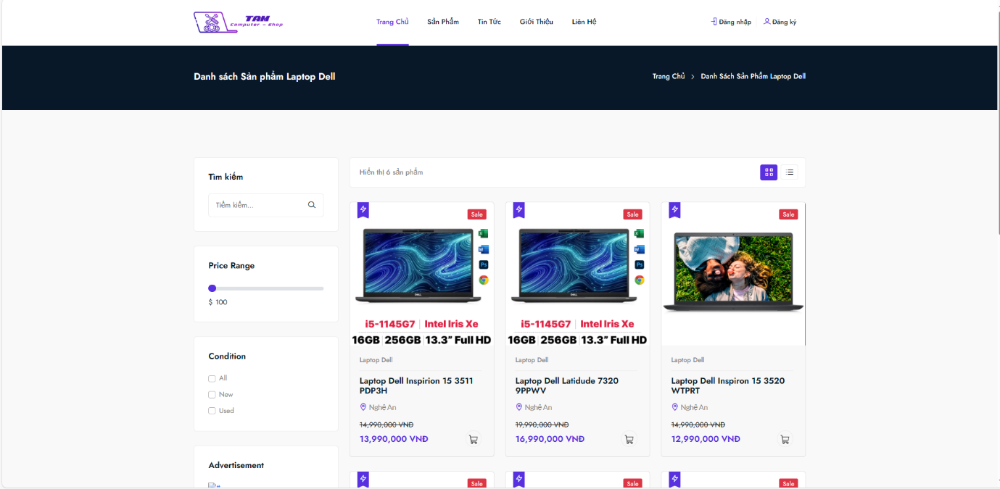 TAM
Computer - Shop
Trang Chủ
Sản Phẩm
Tin Tức
Giới Thiệu
Liên Hệ
Đăng nhập
Đăng ký
Danh sách Sản phẩm Laptop Dell
Trang Chủ > Danh Sách Sản Phẩm Laptop Dell
Tìm kiếm
Tiềm kiếm...
Price Range
$ 100
Condition
All
New
Used
Advertisement
Hiển thị 6 sản phẩm
Sale
DELL
i5-1145G7 | Intel Iris Xe
16GB | 256GB | 13.3” Full HD
Laptop Dell
Laptop Dell Inspirion 15 3511
PDP3H
Nghệ An
14,990,000 VNĐ
13,990,000 VNĐ
Sale
DELL
i5-1145G7 | Intel Iris Xe
16GB | 256GB | 13.3” Full HD
Laptop Dell
Laptop Dell Latidude 7320
9PPWV
Nghệ An
19,990,000 VNĐ
16,990,000 VNĐ
Sale
Laptop Dell
Laptop Dell Inspiron 15 3520
WTPRT
Nghệ An
14,990,000 VNĐ
12,990,000 VNĐ
Sale
Sale
Sale